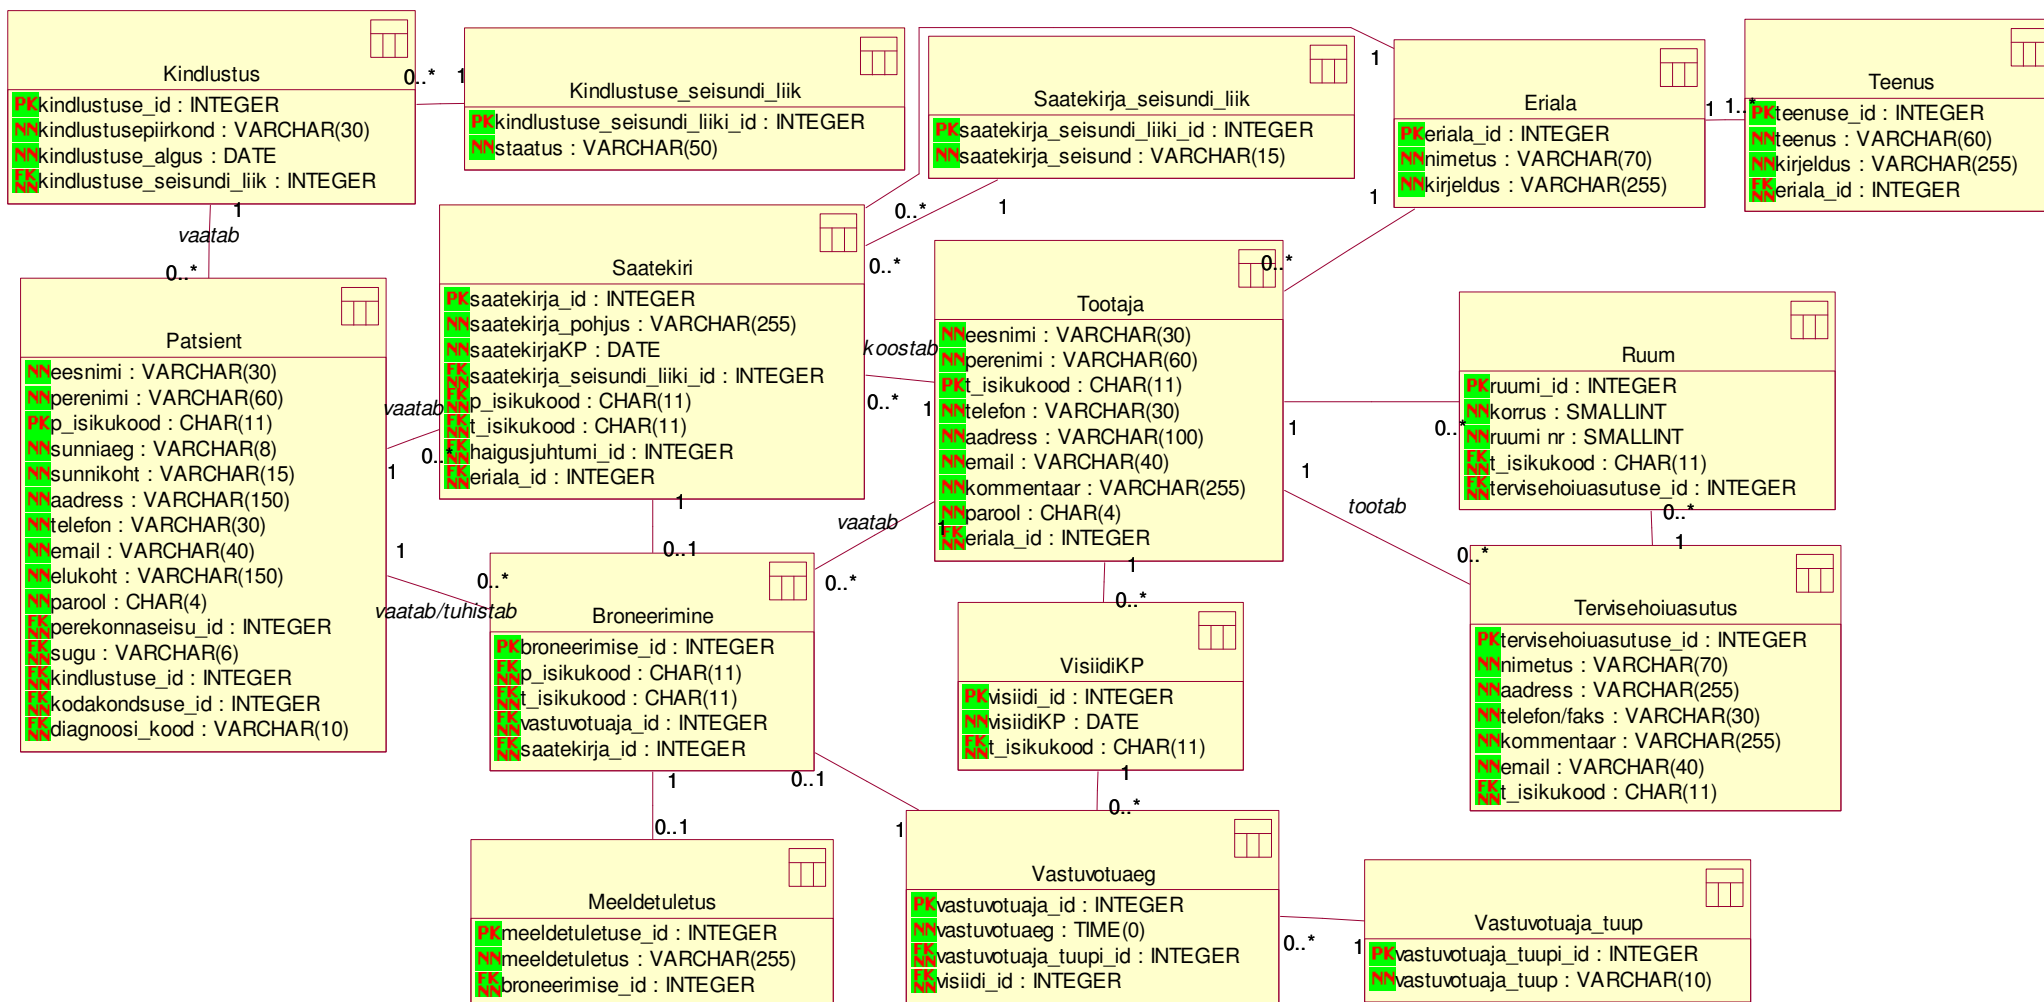 Kindlustus
PK kindlustuse_id : INTEGER
NN kindlustusepiirkond : VARCHAR(30)
NN kindlustuse_algus : DATE
FK NN kindlustuse_seisundi_liik : INTEGER
0..*
1
Kindlustuse_seisundi_liik
PK kindlustuse_seisundi_liiki_id : INTEGER
NN staatus : VARCHAR(50)
Saatekirja_seisundi_liik
PK saatekirja_seisundi_liiki_id : INTEGER
NN saatekirja_seisund : VARCHAR(15)
0..*
1
1
Eriala
PK eriala_id : INTEGER
NN nimetus : VARCHAR(70)
NN kirjeldus : VARCHAR(255)
1
1..*
Teenus
PK teenuse_id : INTEGER
NN teenus : VARCHAR(60)
NN kirjeldus : VARCHAR(255)
FK NN eriala_id : INTEGER
1
vaatab
0..*
Patsient
NN eesnimi : VARCHAR(30)
NN perenimi : VARCHAR(60)
PK p_isikukood : CHAR(11)
NN sunniaeg : VARCHAR(8)
NN sunnikoht : VARCHAR(15)
NN aadress : VARCHAR(150)
NN telefon : VARCHAR(30)
NN email : VARCHAR(40)
NN elukoht : VARCHAR(150)
NN parool : CHAR(4)
FK NN perekonnaseisu_id : INTEGER
FK NN sugu : VARCHAR(6)
FK NN kindlustuse_id : INTEGER
FK NN kodakondsuse_id : INTEGER
FK NN diagnoosi_kood : VARCHAR(10)
vaatab
1
0..*
Saatekiri
PK saatekirja_id : INTEGER
NN saatekirja_pohjus : VARCHAR(255)
NN saatekirjaKP : DATE
FK NN saatekirja_seisundi_liiki_id : INTEGER
FK NN p_isikukood : CHAR(11)
FK NN t_isikukood : CHAR(11)
FK NN haigusjuhtumi_id : INTEGER
FK NN eriala_id : INTEGER
0..*
koostab
0..*
1
1
0..*
Tootaja
NN eesnimi : VARCHAR(30)
NN perenimi : VARCHAR(60)
PK t_isikukood : CHAR(11)
NN telefon : VARCHAR(30)
NN aadress : VARCHAR(100)
NN email : VARCHAR(40)
NN kommentaar : VARCHAR(255)
NN parool : CHAR(4)
FK NN eriala_id : INTEGER
1
0..*
Ruum
PK ruumi_id : INTEGER
NN korrus : SMALLINT
NN ruumi nr : SMALLINT
FK NN t_isikukood : CHAR(11)
FK NN tervisehoiuasutuse_id : INTEGER
1
tootab
0..*
0..*
1
1
0..1
1
0..*
vaatab/tuhistab
vaatab
1
0..*
Broneerimine
PK broneerimise_id : INTEGER
FK NN p_isikukood : CHAR(11)
FK NN t_isikukood : CHAR(11)
FK NN vastuvotuaja_id : INTEGER
FK NN saatekirja_id : INTEGER
1
0..*
VisiidiKP
PK visiidi_id : INTEGER
NN visiidiKP : DATE
FK NN t_isikukood : CHAR(11)
Tervisehoiuasutus
PK tervisehoiuasutuse_id : INTEGER
NN nimetus : VARCHAR(70)
NN aadress : VARCHAR(255)
NN telefon/faks : VARCHAR(30)
NN kommentaar : VARCHAR(255)
NN email : VARCHAR(40)
FK NN t_isikukood : CHAR(11)
1
0..1
0..1
1
1
0..*
Meeldetuletus
PK meeldetuletuse_id : INTEGER
NN meeldetuletus : VARCHAR(255)
FK NN broneerimise_id : INTEGER
Vastuvotuaeg
PK vastuvotuaja_id : INTEGER
NN vastuvotuaeg : TIME(0)
FK NN vastuvotuaja_tuupi_id : INTEGER
FK NN visiidi_id : INTEGER
0..*
1
Vastuvotuaja_tuup
PK vastuvotuaja_tuupi_id : INTEGER
NN vastuvotuaja_tuup : VARCHAR(10)